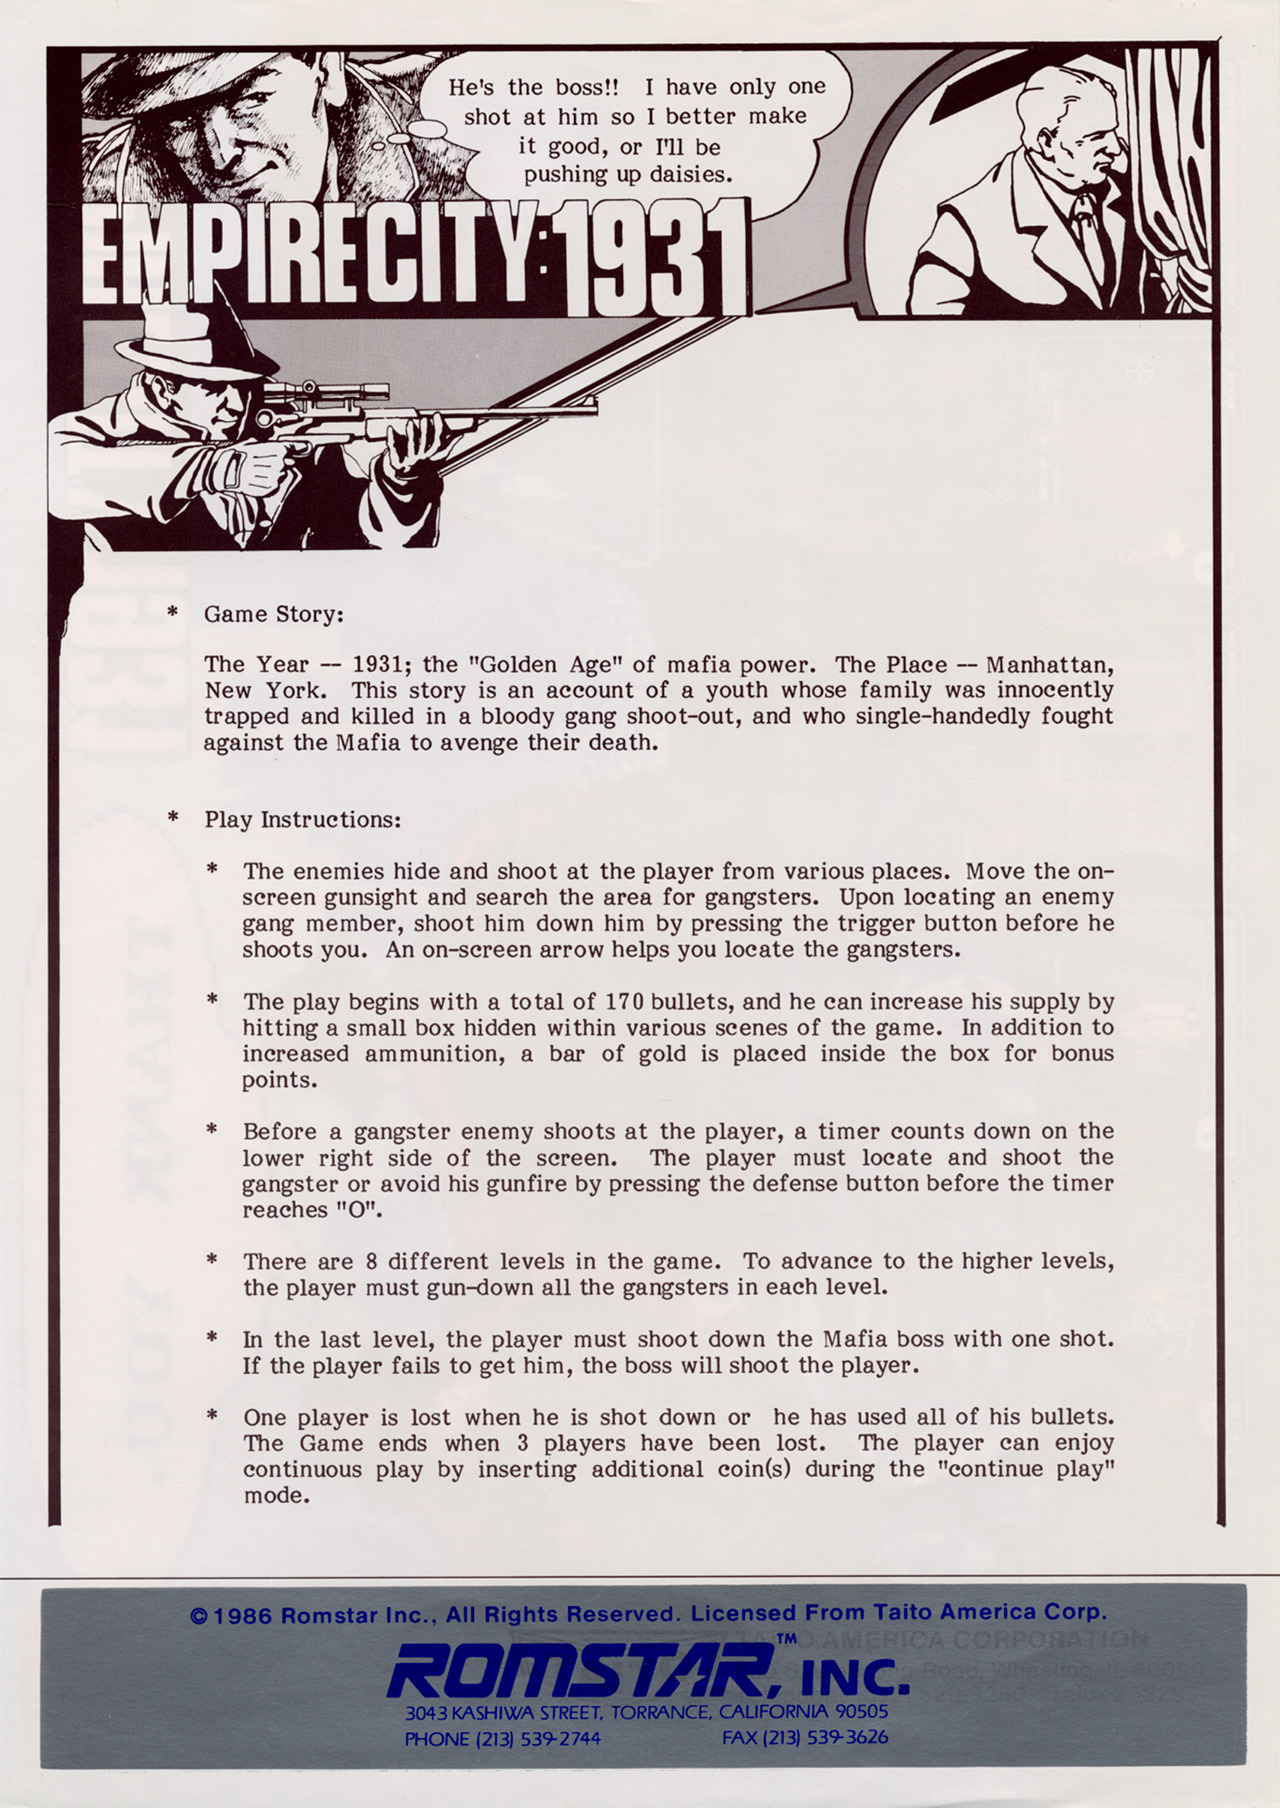 He's the boss!! I have only one
shot at him so I better make
it good, or I'll be
pushing up daisies.
EMPIRE CITY: 1931
* Game Story:
The Year -- 1931; the "Golden Age" of mafia power. The Place -- Manhattan,
New York. This story is an account of a youth whose family was innocently
trapped and killed in a bloody gang shoot-out, and who single-handedly fought
against the Mafia to avenge their death.
* Play Instructions:
* The enemies hide and shoot at the player from various places. Move the on-
screen gunsight and search the area for gangsters. Upon locating an enemy
gang member, shoot him down him by pressing the trigger button before he
shoots you. An on-screen arrow helps you locate the gangsters.
* The play begins with a total of 170 bullets, and he can increase his supply by
hitting a small box hidden within various scenes of the game. In addition to
increased ammunition, a bar of gold is placed inside the box for bonus
points.
* Before a gangster enemy shoots at the player, a timer counts down on the
lower right side of the screen. The player must locate and shoot the
gangster or avoid his gunfire by pressing the defense button before the timer
reaches "O".
* There are 8 different levels in the game. To advance to the higher levels,
the player must gun-down all the gangsters in each level.
* In the last level, the player must shoot down the Mafia boss with one shot.
If the player fails to get him, the boss will shoot the player.
* One player is lost when he is shot down or he has used all of his bullets.
The Game ends when 3 players have been lost. The player can enjoy
continuous play by inserting additional coin(s) during the "continue play"
mode.
©1986 Romstar Inc., All Rights Reserved. Licensed From Taito America Corp.
ROMSTAR,™ INC.
TAITO AMERICA CORPORATION
Road, Wheeling, IL 60090
3043 KASHIWA STREET, TORRANCE, CALIFORNIA 90505
PHONE (213) 539-2744 FAX (213) 539-3626